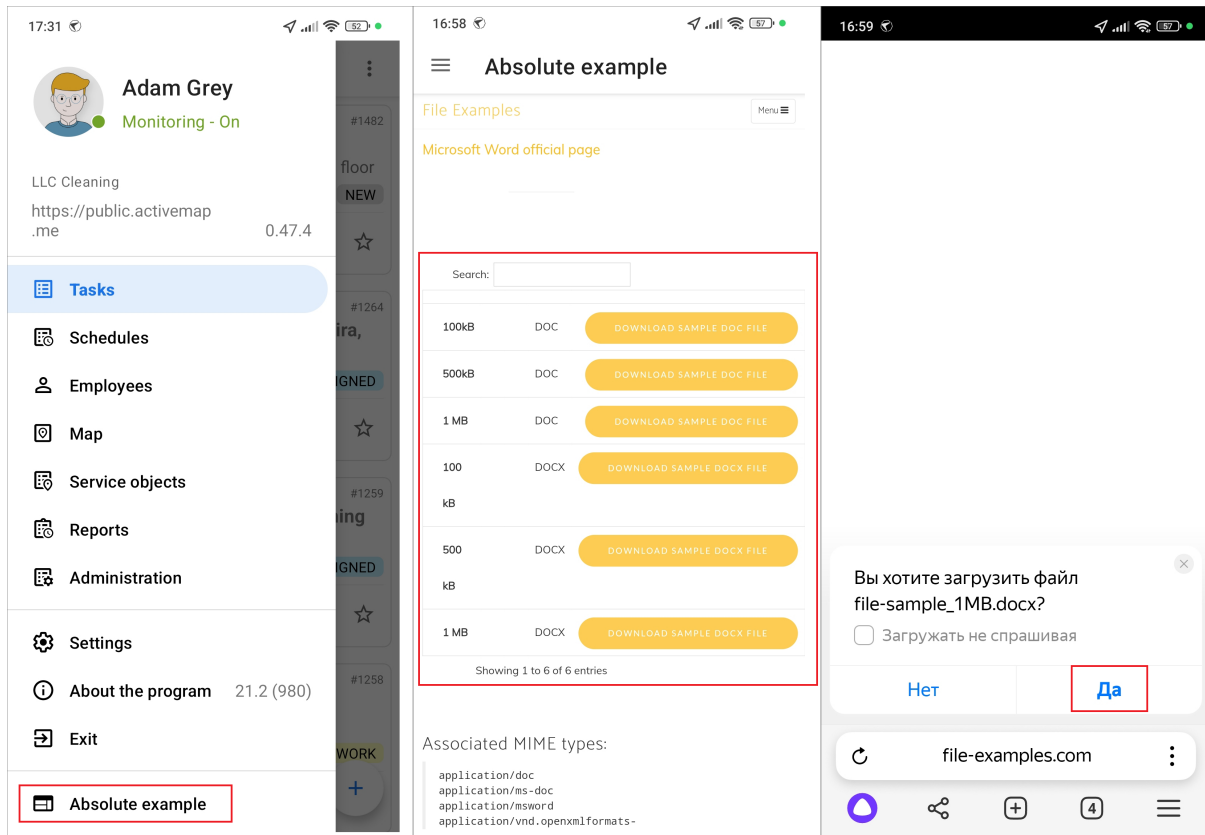 17:31
52
Adam Grey
Monitoring - On
LLC Cleaning
https://public.activemap
.me
0.47.4
Tasks
Schedules
Employees
Map
Service objects
Reports
Administration
Settings
About the program 21.2 (980)
Exit
Absolute example
#1482
floor
NEW
#1264
ira,
IGNED
#1259
ning
IGNED
#1258
WORK
+
16:58
57
Absolute example
File Examples
Menu
Microsoft Word official page
Search:
100kB DOC DOWNLOAD SAMPLE DOC FILE
500kB DOC DOWNLOAD SAMPLE DOC FILE
1 MB DOC DOWNLOAD SAMPLE DOC FILE
100 DOCX DOWNLOAD SAMPLE DOCX FILE
kB
500 DOCX DOWNLOAD SAMPLE DOCX FILE
kB
1 MB DOCX DOWNLOAD SAMPLE DOCX FILE
Showing 1 to 6 of 6 entries
Associated MIME types:
application/doc
application/ms-doc
application/msword
application/vnd.openxmlformats-
16:59
57
Вы хотите загрузить файл
file-sample_1MB.docx?
Загружать не спрашивая
Нет Да
file-examples.com
4